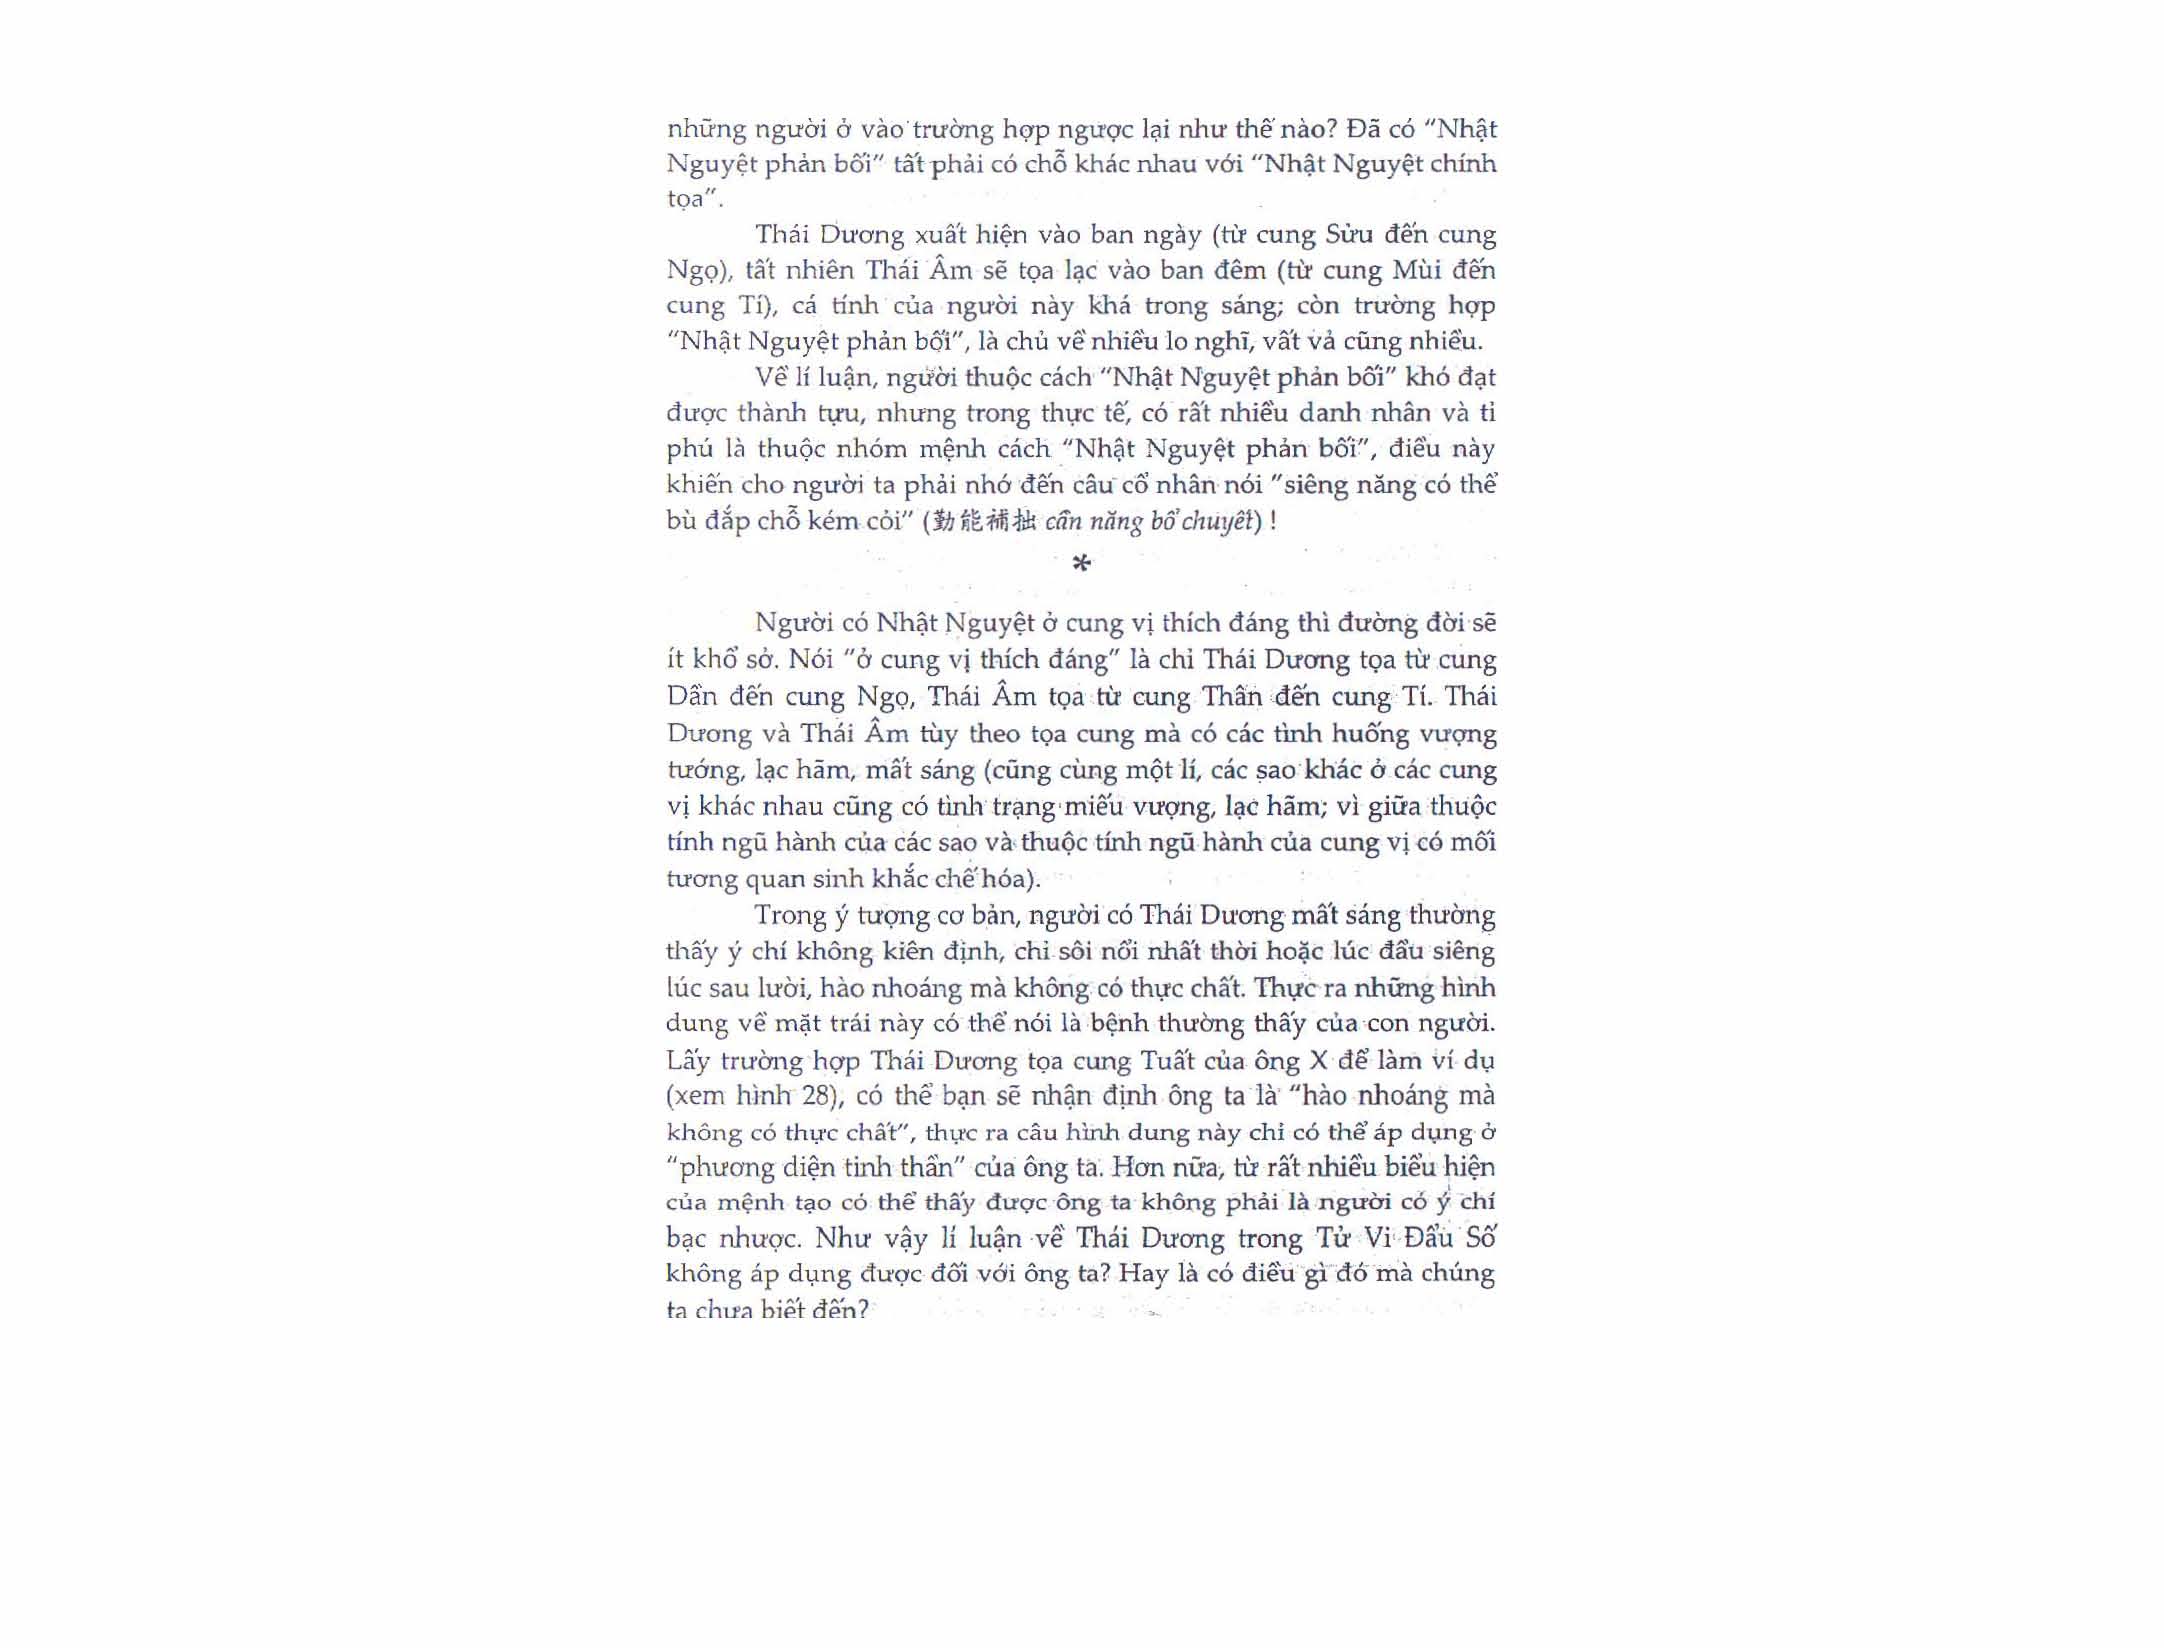 những người ở vào trường hợp ngược lại như thế nào? Đã có "Nhật
Nguyệt phản bối" tất phải có chỗ khác nhau với "Nhật Nguyệt chính
tọa".
Thái Dương xuất hiện vào ban ngày (từ cung Sửu đến cung
Ngọ), tất nhiên Thái Âm sẽ tọa lạc vào ban đêm (từ cung Mùi đến
cung Tí), cá tính của người này khá trong sáng; còn trường hợp
"Nhật Nguyệt phản bối", là chủ về nhiều lo nghĩ, vất vả cũng nhiều.
Về lí luận, người thuộc cách "Nhật Nguyệt phản bối" khó đạt
được thành tựu, nhưng trong thực tế, có rất nhiều danh nhân và tỉ
phú là thuộc nhóm mệnh cách "Nhật Nguyệt phản bối", điều này
khiến cho người ta phải nhớ đến câu cổ nhân nói "siêng năng có thể
bù đắp chỗ kém cỏi" (勤能補拙 cần năng bổ chuyết) !
*
Người có Nhật Nguyệt ở cung vị thích đáng thì đường đời sẽ
ít khổ sở. Nói "ở cung vị thích đáng" là chỉ Thái Dương tọa từ cung
Dần đến cung Ngọ, Thái Âm tọa từ cung Thân đến cung Tí. Thái
Dương và Thái Âm tùy theo tọa cung mà có các tình huống vượng
tướng, lạc hãm, mất sáng (cũng cùng một lí, các sao khác ở các cung
vị khác nhau cũng có tình trạng miếu vượng, lạc hãm; vì giữa thuộc
tính ngũ hành của các sao và thuộc tính ngũ hành của cung vị có mối
tương quan sinh khắc chế hóa).
Trong ý tượng cơ bản, người có Thái Dương mất sáng thường
thấy ý chí không kiên định, chỉ sôi nổi nhất thời hoặc lúc đầu siêng
lúc sau lười, hào nhoáng mà không có thực chất. Thực ra những hình
dung về mặt trái này có thể nói là bệnh thường thấy của con người.
Lấy trường hợp Thái Dương tọa cung Tuất của ông X để làm ví dụ
(xem hình 28), có thể bạn sẽ nhận định ông ta là "hào nhoáng mà
không có thực chất", thực ra câu hình dung này chỉ có thể áp dụng ở
"phương diện tinh thần" của ông ta. Hơn nữa, từ rất nhiều biểu hiện
của mệnh tạo có thể thấy được ông ta không phải là người có ý chí
bạc nhược. Như vậy lí luận về Thái Dương trong Tử Vi Đẩu Số
không áp dụng được đối với ông ta? Hay là có điều gì đó mà chúng
ta chưa biết đến?